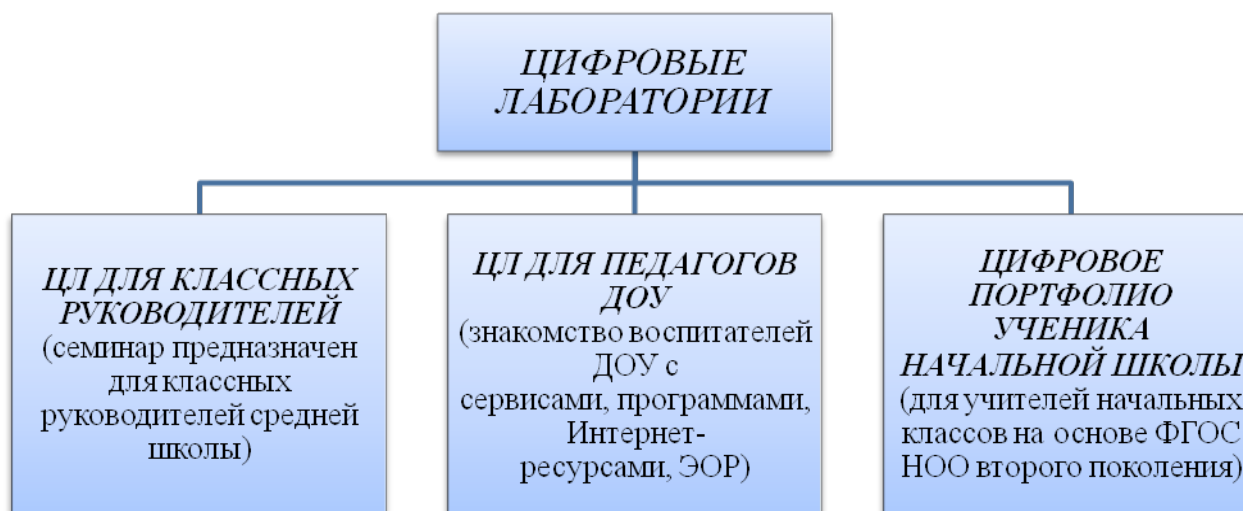 ЦИФРОВЫЕ
ЛАБОРАТОРИИ
ЦЛ ДЛЯ КЛАССНЫХ
РУКОВОДИТЕЛЕЙ
(семинар предназначен
для классных
руководителей средней
школы)
ЦЛ ДЛЯ ПЕДАГОГОВ
ДОУ
(знакомство воспитателей
ДОУ с
сервисами, программами,
Интернет-
ресурсами, ЭОР)
ЦИФРОВОЕ
ПОРТФОЛИО
УЧЕНИКА
НАЧАЛЬНОЙ ШКОЛЫ
(для учителей начальных
классов на основе ФГОС
НОО второго поколения)